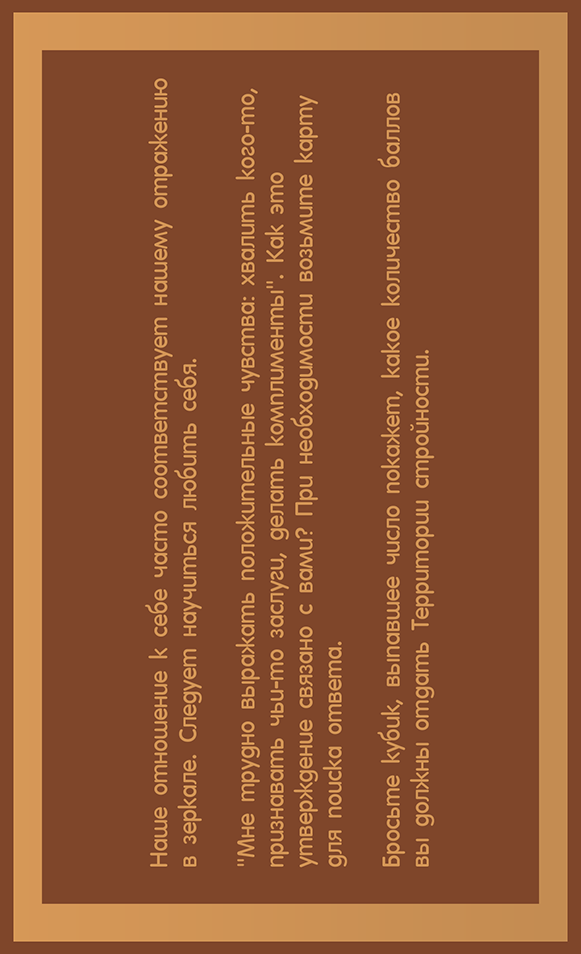 Наше отношение к себе часто соответствует нашему отражению
в зеркале. Следует научиться любить себя.
"Мне трудно выражать положительные чувства: хвалить кого-то,
признавать чьи-то заслуги, делать комплименты". Как это
утверждение связано с вами? При необходимости возьмите карту
для поиска ответа.
Бросьте кубик, выпавшее число покажет, какое количество баллов
вы должны отдать Территории стройности.